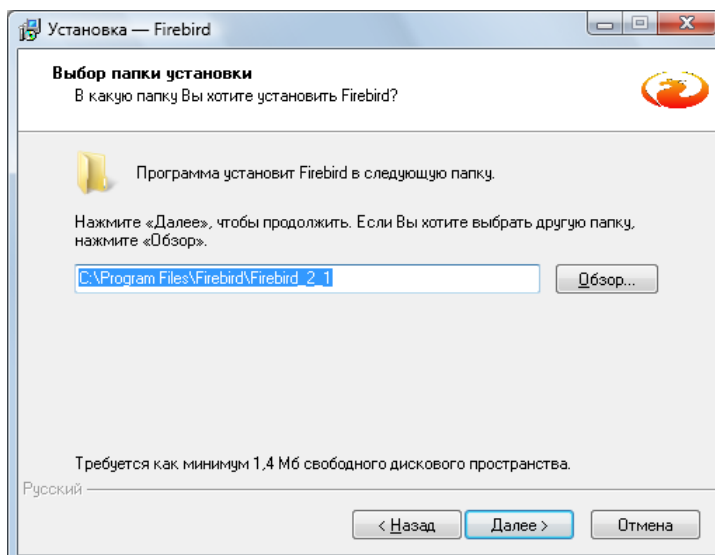 Установка — Firebird
Выбор папки установки
В какую папку Вы хотите установить Firebird?
Программа установит Firebird в следующую папку.
Нажмите «Далее», чтобы продолжить. Если Вы хотите выбрать другую папку,
нажмите «Обзор».
C:\Program Files\Firebird\Firebird_2_1
Обзор...
Требуется как минимум 1,4 Мб свободного дискового пространства.
Русский
< Назад
Далее >
Отмена